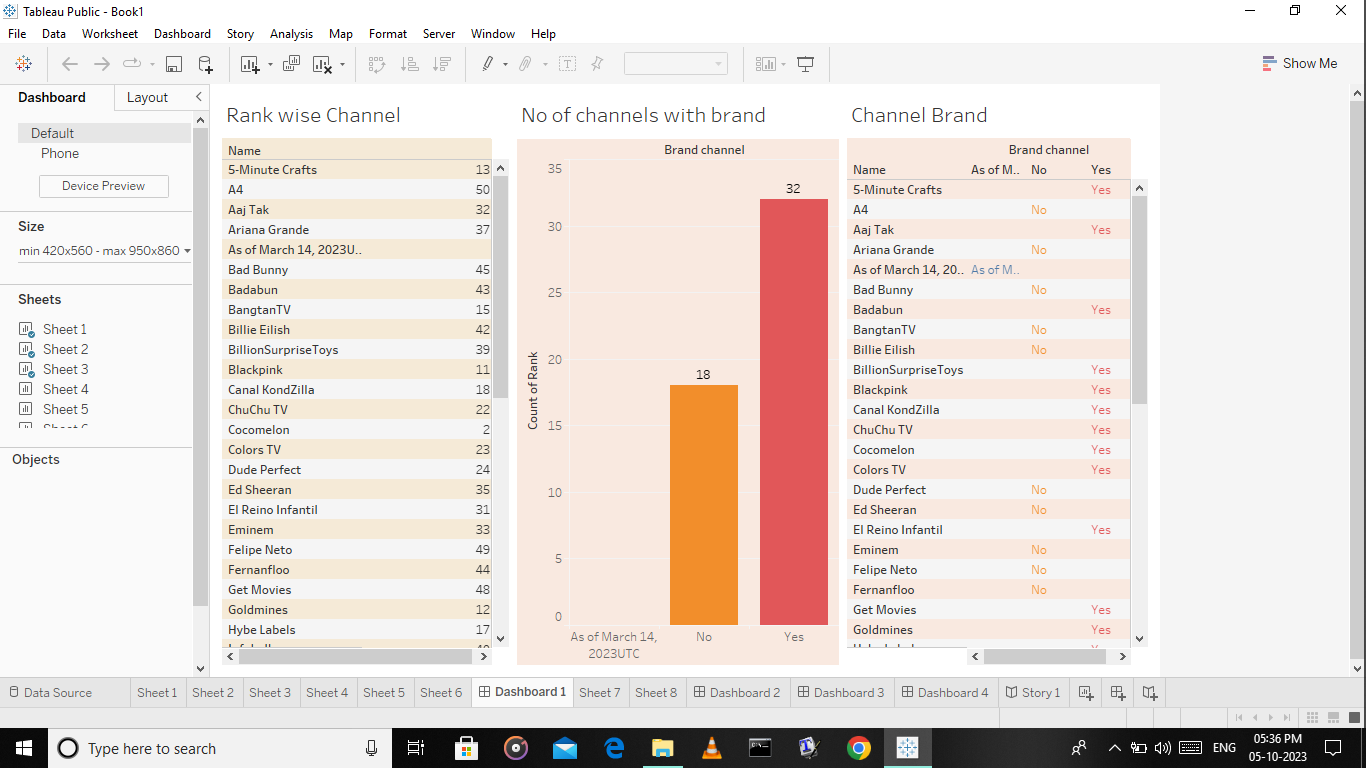 Tableau Public - Book1
File Data Worksheet Dashboard Story Analysis Map Format Server Window Help
Show Me
Dashboard Layout
Default
Phone
Device Preview
Size
min 420x560 - max 950x860
Sheets
Sheet 1
Sheet 2
Sheet 3
Sheet 4
Sheet 5
Objects
Rank wise Channel
Name
5-Minute Crafts 13
A4 50
Aaj Tak 32
Ariana Grande 37
As of March 14, 2023U..
Bad Bunny 45
Badabun 43
BangtanTV 15
Billie Eilish 42
BillionSurpriseToys 39
Blackpink 11
Canal KondZilla 18
ChuChu TV 22
Cocomelon 2
Colors TV 23
Dude Perfect 24
Ed Sheeran 35
El Reino Infantil 31
Eminem 33
Felipe Neto 49
Fernanfloo 44
Get Movies 48
Goldmines 12
Hybe Labels 17
No of channels with brand
Brand channel
Count of Rank
35
30
25
20
15
10
5
0
18
32
As of March 14,
2023UTC
No
Yes
Channel Brand
Brand channel
Name As of M.. No Yes
5-Minute Crafts Yes
A4 No
Aaj Tak Yes
Ariana Grande No
As of March 14, 20.. As of M..
Bad Bunny No
Badabun Yes
BangtanTV No
Billie Eilish No
BillionSurpriseToys Yes
Blackpink Yes
Canal KondZilla Yes
ChuChu TV Yes
Cocomelon Yes
Colors TV Yes
Dude Perfect No
Ed Sheeran No
El Reino Infantil Yes
Eminem No
Felipe Neto No
Fernanfloo No
Get Movies Yes
Goldmines Yes
Data Source Sheet 1 Sheet 2 Sheet 3 Sheet 4 Sheet 5 Sheet 6 Dashboard 1 Sheet 7 Sheet 8 Dashboard 2 Dashboard 3 Dashboard 4 Story 1
Type here to search
ENG
05:36 PM
05-10-2023